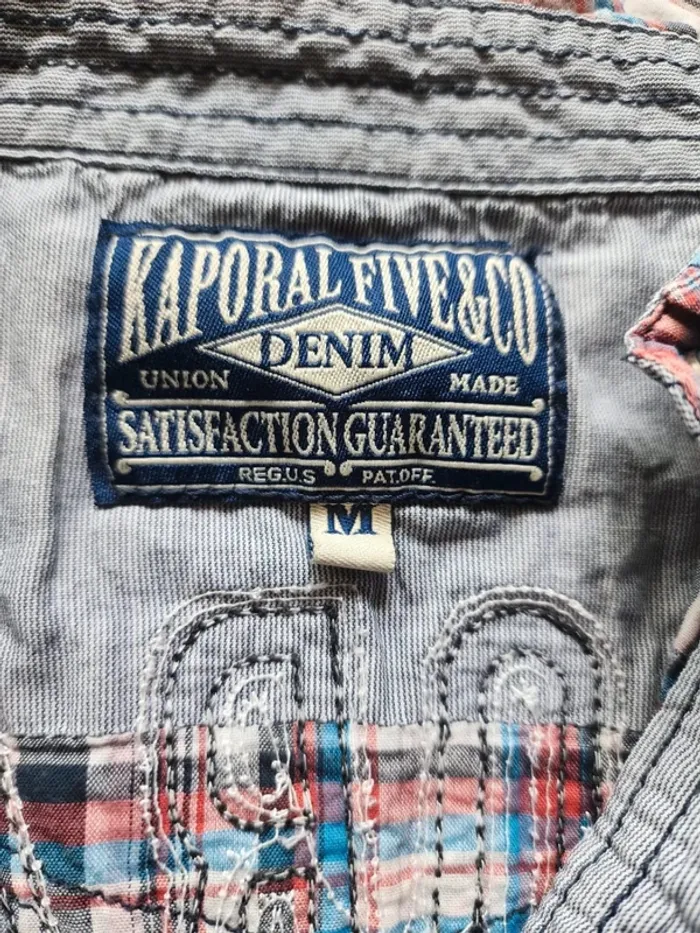 KAPORAL FIVE&CO
DENIM
UNION MADE
SATISFACTION GUARANTEED
REG.U.S PAT.OFF.
M